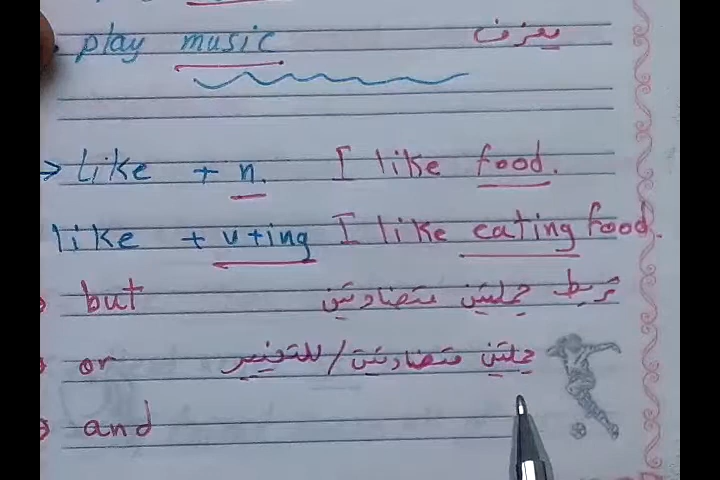 play music يعزف
like + n. I like food.
like + v+ing I like eating food.
but تربط جملتين متضادتين
or جملتين متضادتين / للتخيير
and